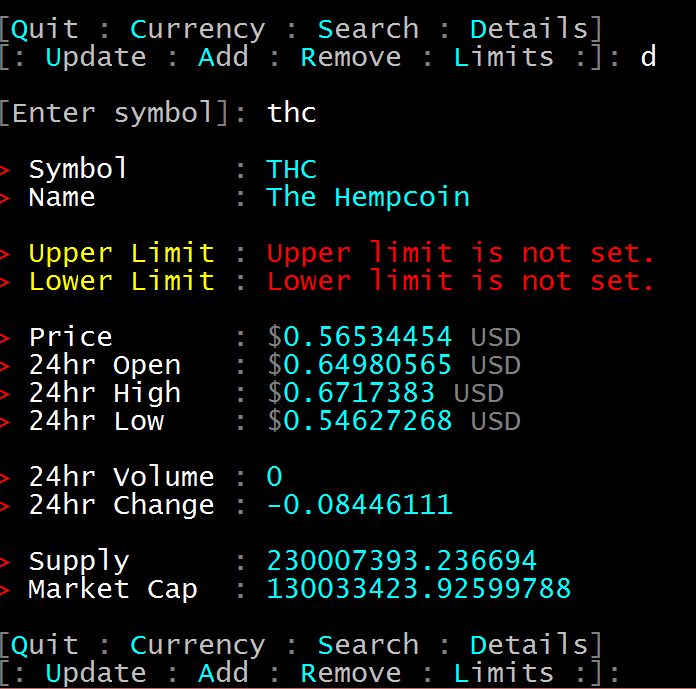 [Quit : Currency : Search : Details]
[: Update : Add : Remove : Limits :]: d
[Enter symbol]: thc
> Symbol : THC
> Name : The Hempcoin
> Upper Limit : Upper limit is not set.
> Lower Limit : Lower limit is not set.
> Price : $0.56534454 USD
> 24hr Open : $0.64980565 USD
> 24hr High : $0.6717383 USD
> 24hr Low : $0.54627268 USD
> 24hr Volume : 0
> 24hr Change : -0.08446111
> Supply : 230007393.236694
> Market Cap : 130033423.92599788
[Quit : Currency : Search : Details]
[: Update : Add : Remove : Limits :]: